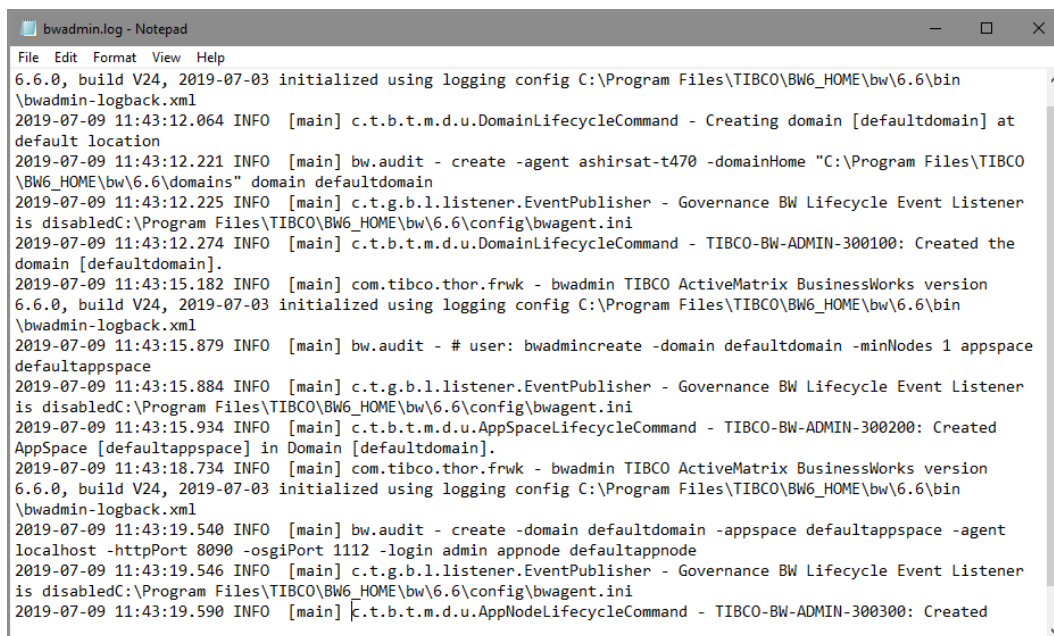 bwadmin.log - Notepad
File Edit Format View Help
6.6.0, build V24, 2019-07-03 initialized using logging config C:\Program Files\TIBCO\BW6_HOME\bw\6.6\bin
\bwadmin-logback.xml
2019-07-09 11:43:12.064 INFO  [main] c.t.b.t.m.d.u.DomainLifecycleCommand - Creating domain [defaultdomain] at
default location
2019-07-09 11:43:12.221 INFO  [main] bw.audit - create -agent ashirsat-t470 -domainHome "C:\Program Files\TIBCO
\BW6_HOME\bw\6.6\domains" domain defaultdomain
2019-07-09 11:43:12.225 INFO  [main] c.t.g.b.l.listener.EventPublisher - Governance BW Lifecycle Event Listener
is disabledC:\Program Files\TIBCO\BW6_HOME\bw\6.6\config\bwagent.ini
2019-07-09 11:43:12.274 INFO  [main] c.t.b.t.m.d.u.DomainLifecycleCommand - TIBCO-BW-ADMIN-300100: Created the
domain [defaultdomain].
2019-07-09 11:43:15.182 INFO  [main] com.tibco.thor.frwk - bwadmin TIBCO ActiveMatrix BusinessWorks version
6.6.0, build V24, 2019-07-03 initialized using logging config C:\Program Files\TIBCO\BW6_HOME\bw\6.6\bin
\bwadmin-logback.xml
2019-07-09 11:43:15.879 INFO  [main] bw.audit - # user: bwadmincreate -domain defaultdomain -minNodes 1 appspace
defaultappspace
2019-07-09 11:43:15.884 INFO  [main] c.t.g.b.l.listener.EventPublisher - Governance BW Lifecycle Event Listener
is disabledC:\Program Files\TIBCO\BW6_HOME\bw\6.6\config\bwagent.ini
2019-07-09 11:43:15.934 INFO  [main] c.t.b.t.m.d.u.AppSpaceLifecycleCommand - TIBCO-BW-ADMIN-300200: Created
AppSpace [defaultappspace] in Domain [defaultdomain].
2019-07-09 11:43:18.734 INFO  [main] com.tibco.thor.frwk - bwadmin TIBCO ActiveMatrix BusinessWorks version
6.6.0, build V24, 2019-07-03 initialized using logging config C:\Program Files\TIBCO\BW6_HOME\bw\6.6\bin
\bwadmin-logback.xml
2019-07-09 11:43:19.540 INFO  [main] bw.audit - create -domain defaultdomain -appspace defaultappspace -agent
localhost -httpPort 8090 -osgiPort 1112 -login admin appnode defaultappnode
2019-07-09 11:43:19.546 INFO  [main] c.t.g.b.l.listener.EventPublisher - Governance BW Lifecycle Event Listener
is disabledC:\Program Files\TIBCO\BW6_HOME\bw\6.6\config\bwagent.ini
2019-07-09 11:43:19.590 INFO  [main] c.t.b.t.m.d.u.AppNodeLifecycleCommand - TIBCO-BW-ADMIN-300300: Created